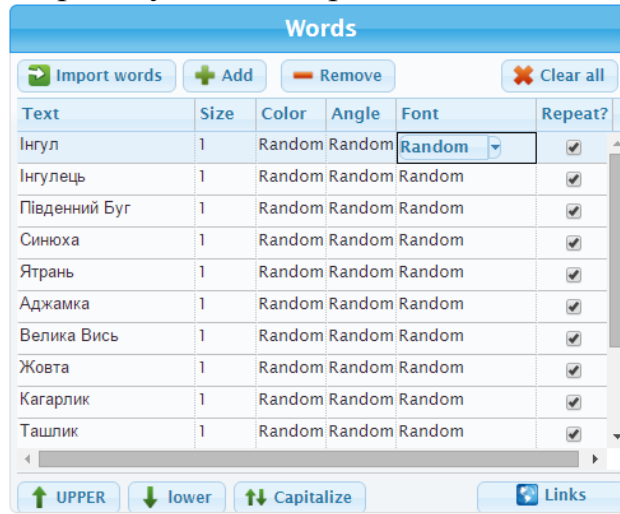 Words
Import words Add Remove Clear all
Text Size Color Angle Font Repeat?
Інгул 1 Random Random Random
Інгулець 1 Random Random Random
Південний Буг 1 Random Random Random
Синюха 1 Random Random Random
Ятрань 1 Random Random Random
Аджамка 1 Random Random Random
Велика Вись 1 Random Random Random
Жовта 1 Random Random Random
Кагарлик 1 Random Random Random
Ташлик 1 Random Random Random
UPPER lower Capitalize Links